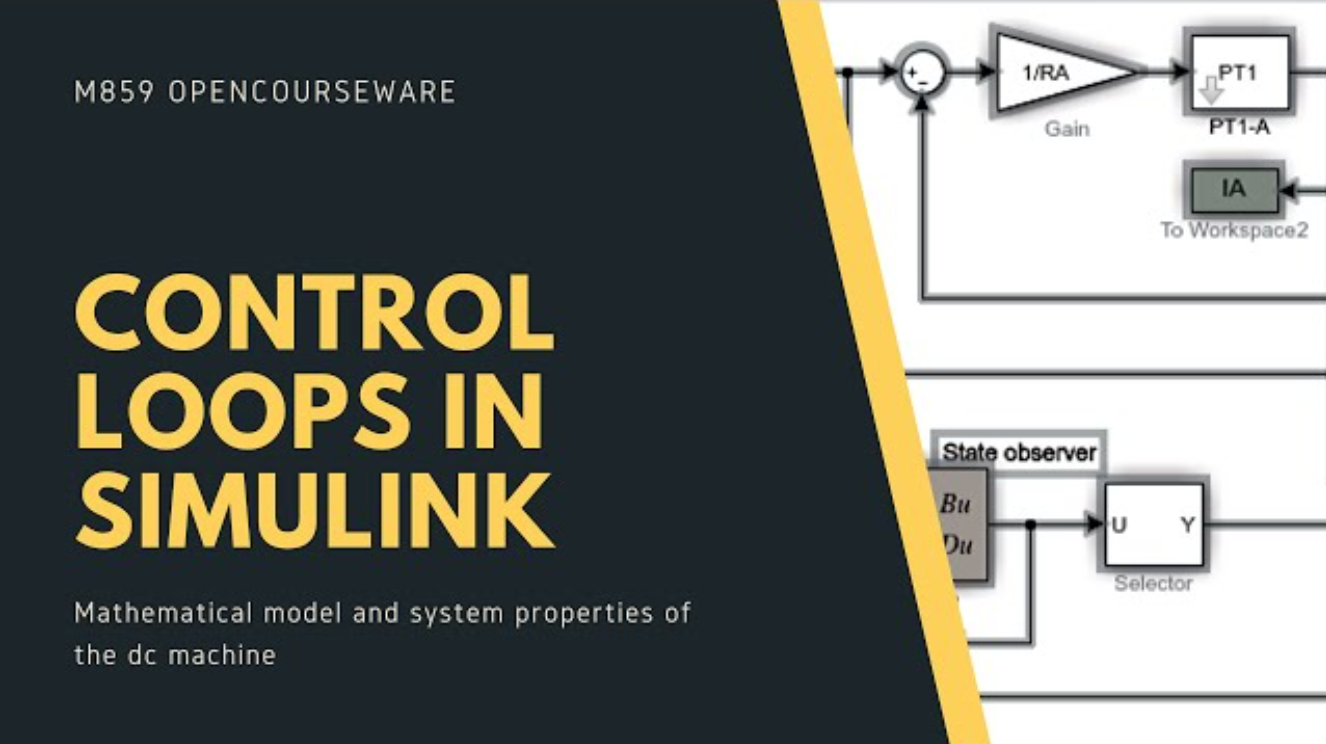 M859 OPENCOURSEWARE
CONTROL
LOOPS IN
SIMULINK
Mathematical model and system properties of
the dc machine
+
-
1/RA
Gain
PT1
PT1-A
IA
To Workspace2
State observer
Bu
Du
U Y
Selector